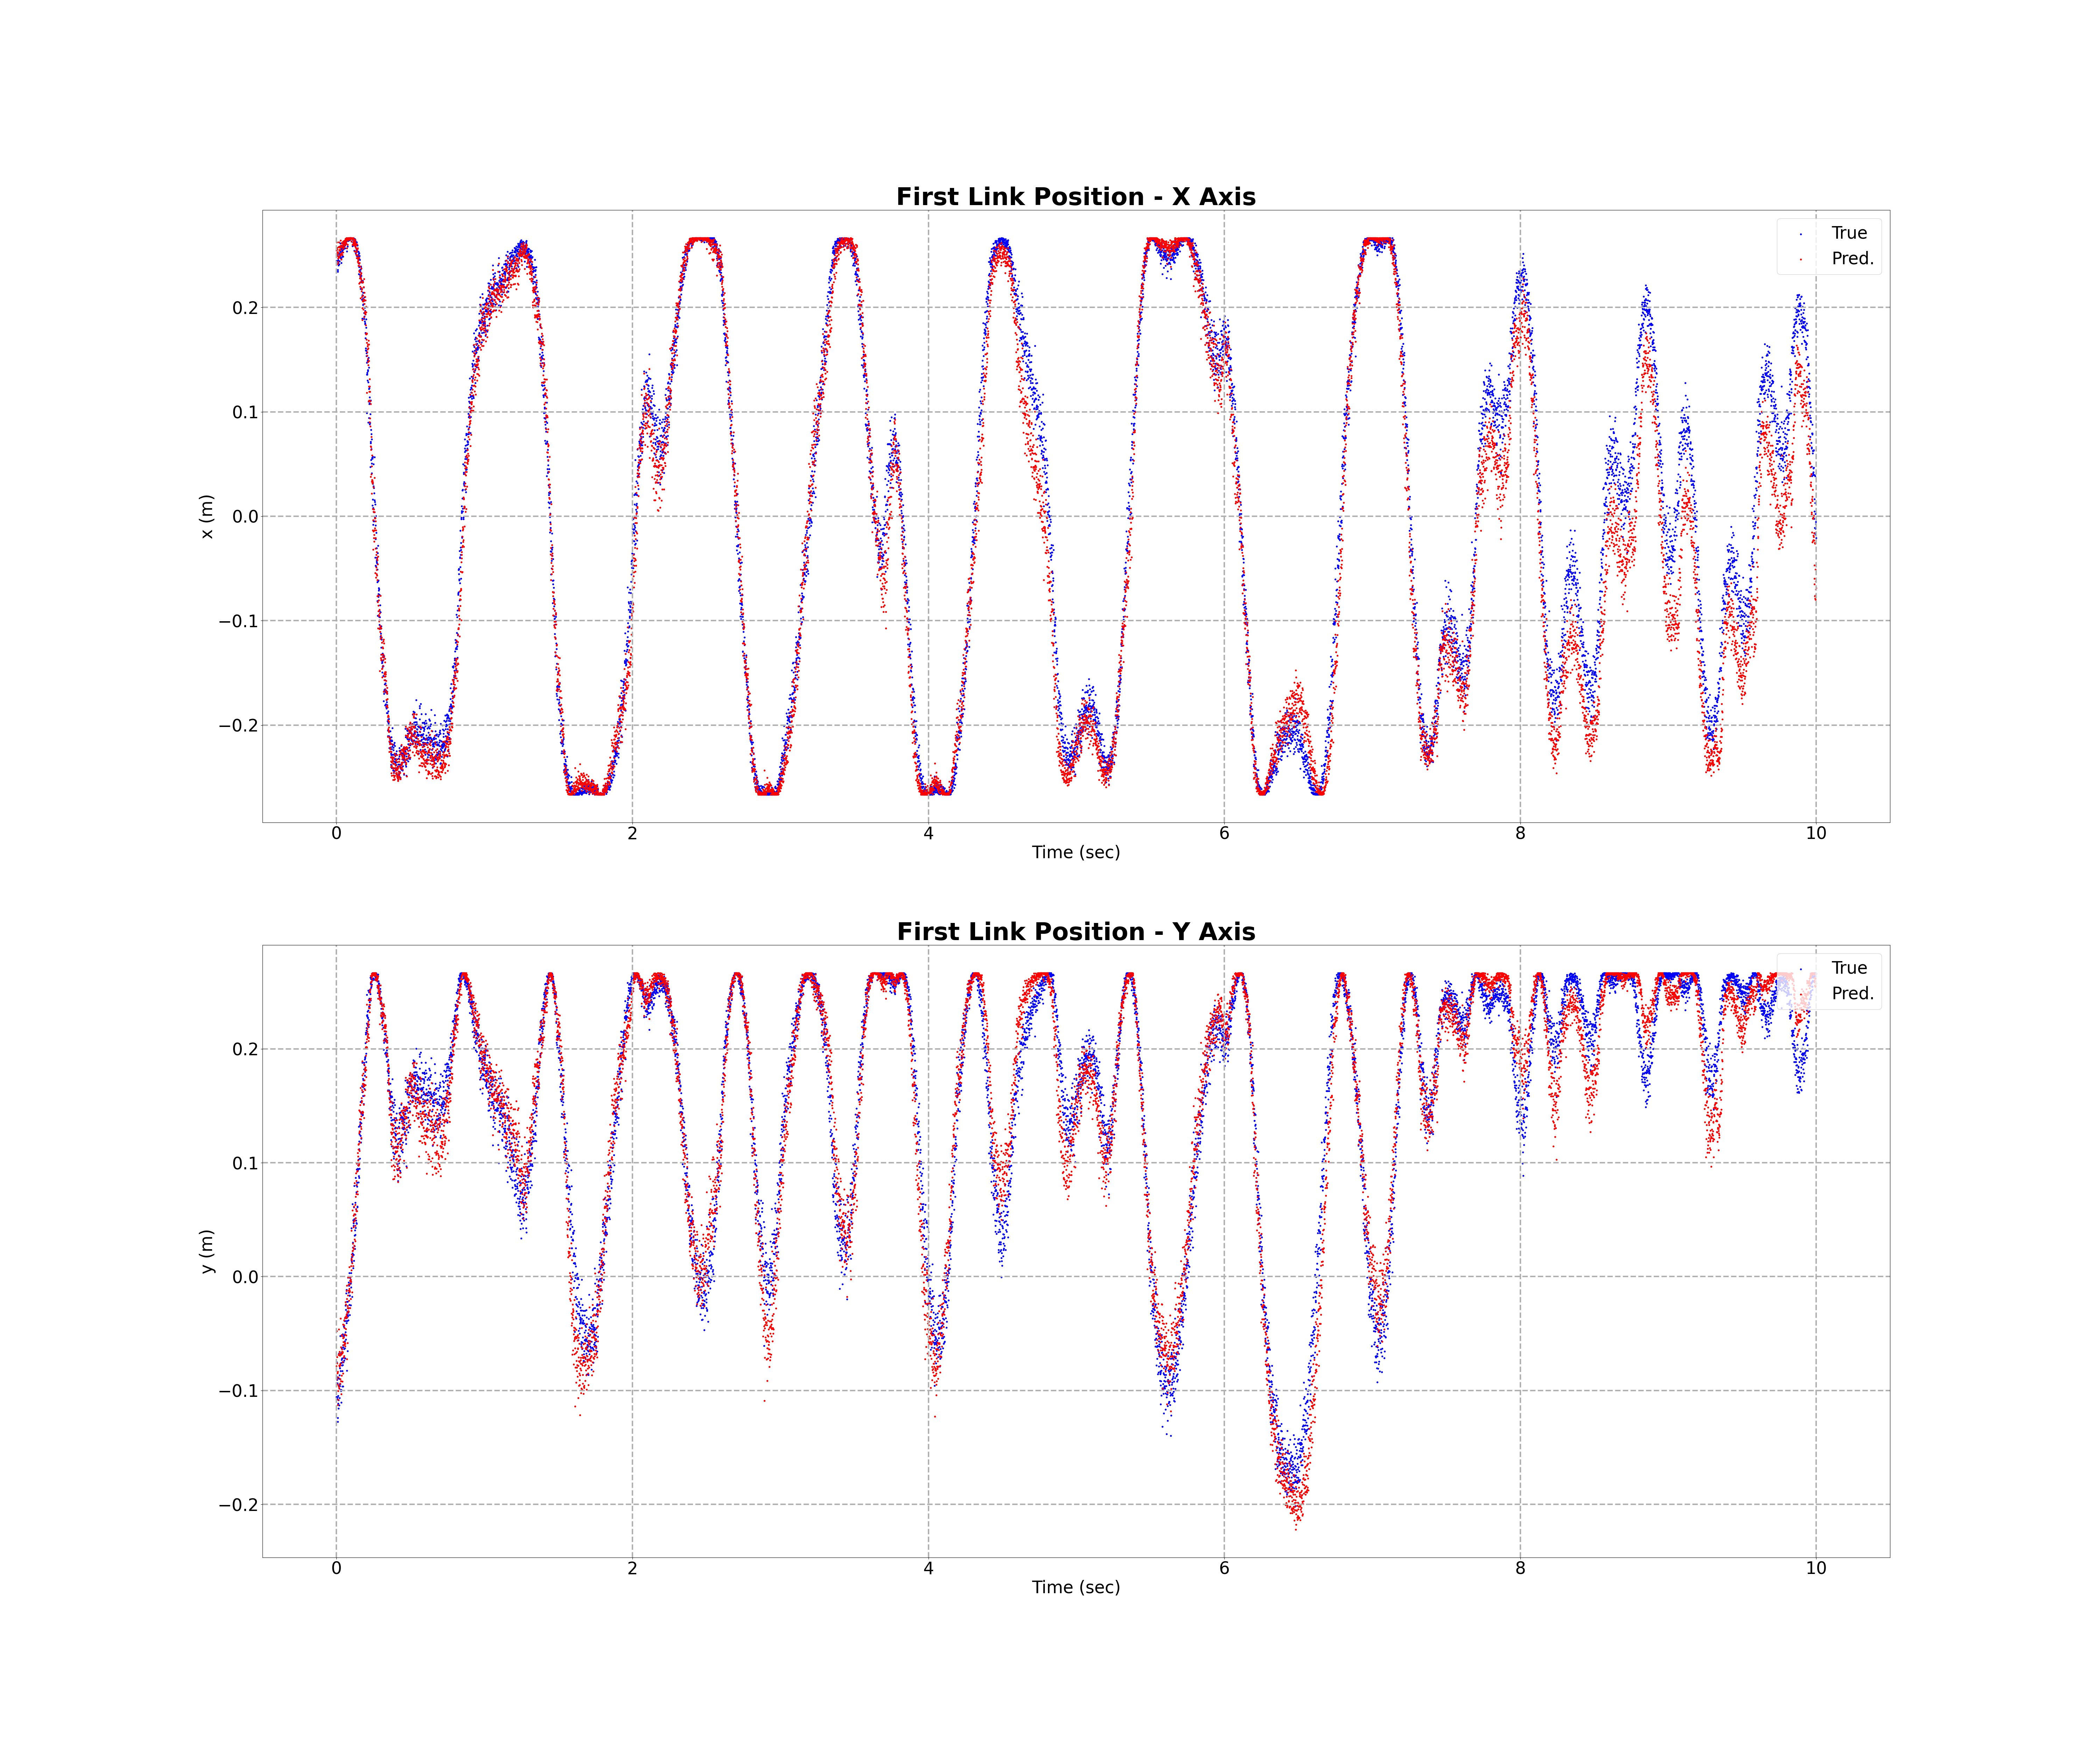 First Link Position - X Axis
True
Pred.
x (m)
0.2
0.1
0.0
−0.1
−0.2
0 2 4 6 8 10
Time (sec)
First Link Position - Y Axis
True
Pred.
y (m)
0.2
0.1
0.0
−0.1
−0.2
0 2 4 6 8 10
Time (sec)